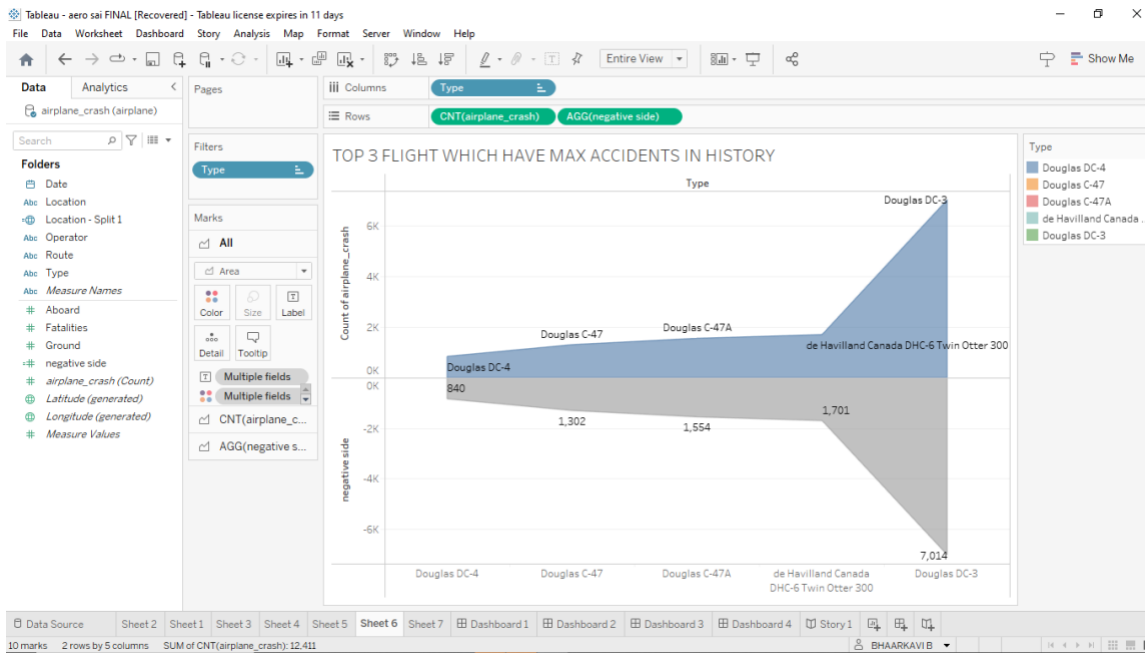 Tableau - aero sai FINAL [Recovered] - Tableau license expires in 11 days
File Data Worksheet Dashboard Story Analysis Map Format Server Window Help
Entire View
Show Me
Data Analytics
airplane_crash (airplane)
Search
Folders
Date
Abc Location
Location - Split 1
Abc Operator
Abc Route
Abc Type
Abc Measure Names
# Aboard
# Fatalities
# Ground
=# negative side
# airplane_crash (Count)
Latitude (generated)
Longitude (generated)
# Measure Values
Pages
Filters
Type
Marks
All
Area
Color Size Label
Detail Tooltip
Multiple fields
Multiple fields
CNT(airplane_c...
AGG(negative s...
Columns
Type
Rows
CNT(airplane_crash) AGG(negative side)
TOP 3 FLIGHT WHICH HAVE MAX ACCIDENTS IN HISTORY
Type
Count of airplane_crash
6K
4K
2K
0K
Douglas DC-3
Douglas C-47
Douglas C-47A
de Havilland Canada DHC-6 Twin Otter 300
Douglas DC-4
negative side
0K
-2K
-4K
-6K
840
1,302
1,554
1,701
7,014
Douglas DC-4
Douglas C-47
Douglas C-47A
de Havilland Canada
DHC-6 Twin Otter 300
Douglas DC-3
Type
Douglas DC-4
Douglas C-47
Douglas C-47A
de Havilland Canada ..
Douglas DC-3
Data Source Sheet 2 Sheet 1 Sheet 3 Sheet 4 Sheet 5 Sheet 6 Sheet 7 Dashboard 1 Dashboard 2 Dashboard 3 Dashboard 4 Story 1
10 marks 2 rows by 5 columns SUM of CNT(airplane_crash): 12,411
BHAARKAVI B